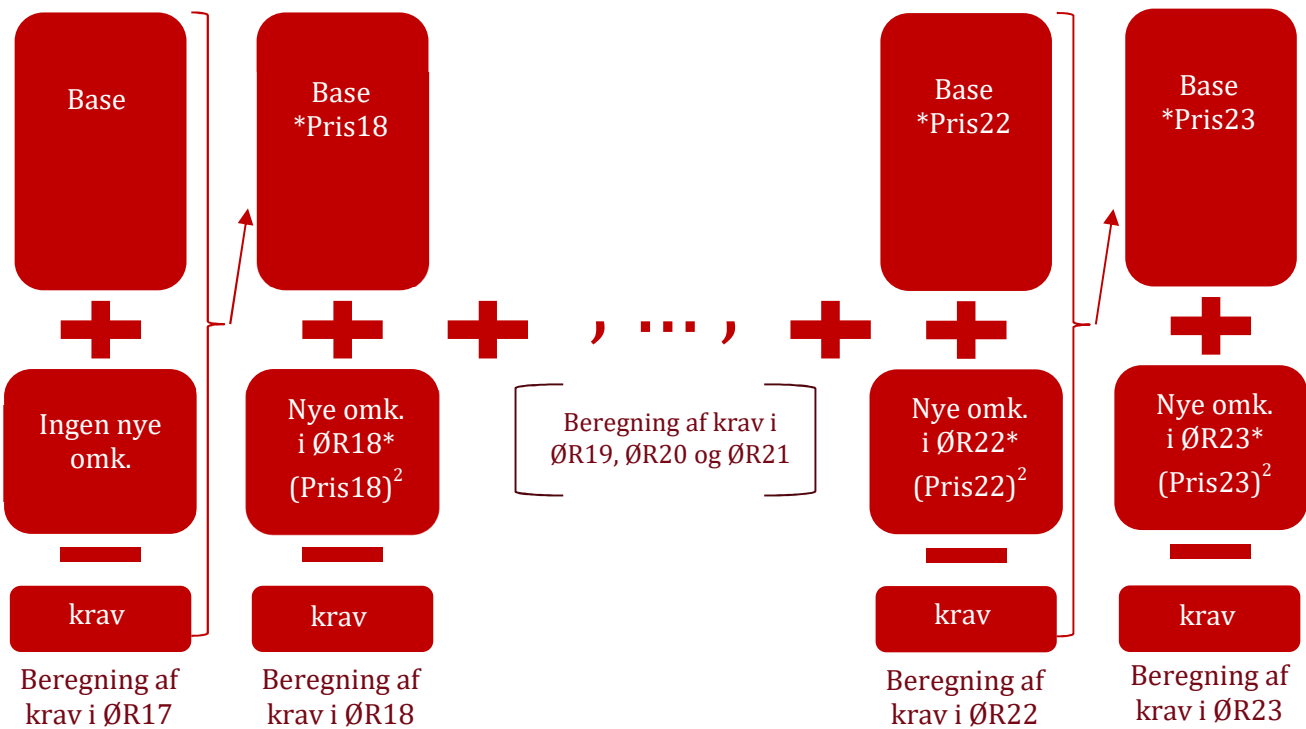 Base
Ingen nye
omk.
krav
Beregning af
krav i ØR17
Base
*Pris18
Nye omk.
i ØR18*
(Pris18)²
krav
Beregning af
krav i ØR18
, ... ,
Beregning af krav i
ØR19, ØR20 og ØR21
Base
*Pris22
Nye omk.
i ØR22*
(Pris22)²
krav
Beregning af
krav i ØR22
Base
*Pris23
Nye omk.
i ØR23*
(Pris23)²
krav
Beregning af
krav i ØR23